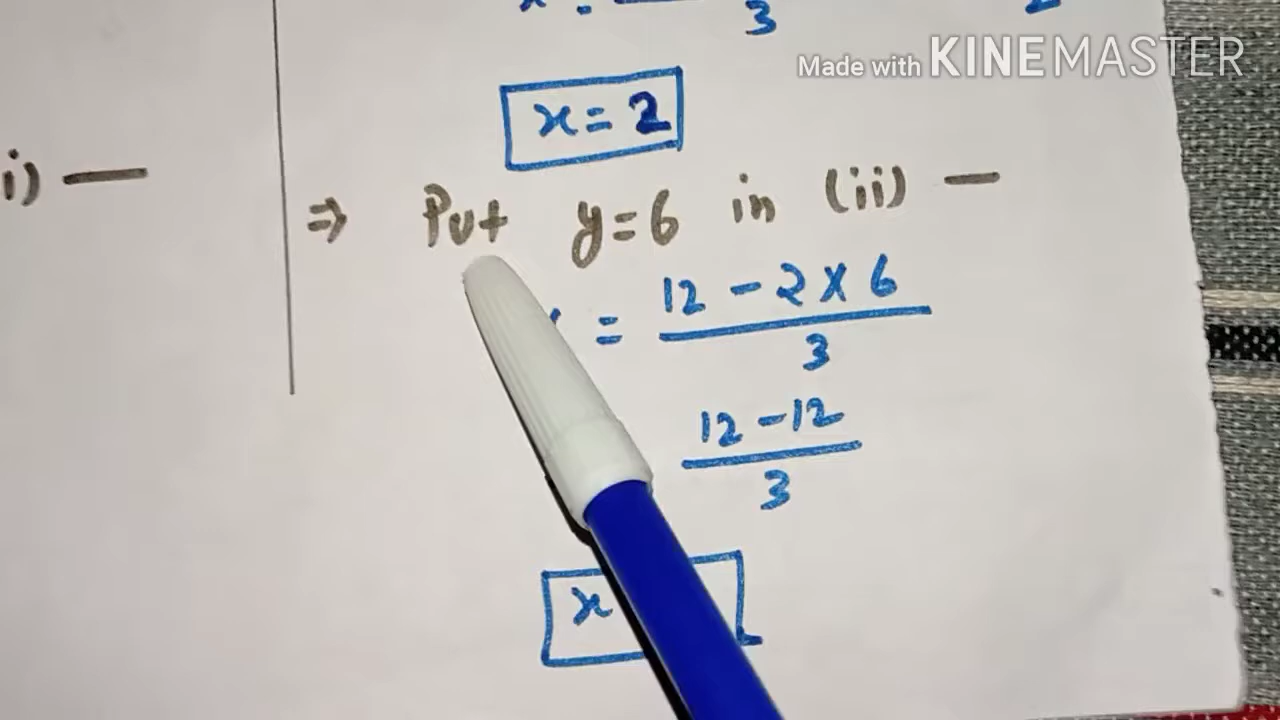 3
Made with KINEMASTER
x = 2
i) —
⇒ Put y = 6 in (ii) —
= 12 - 2 × 6
3
12 - 12
3
x